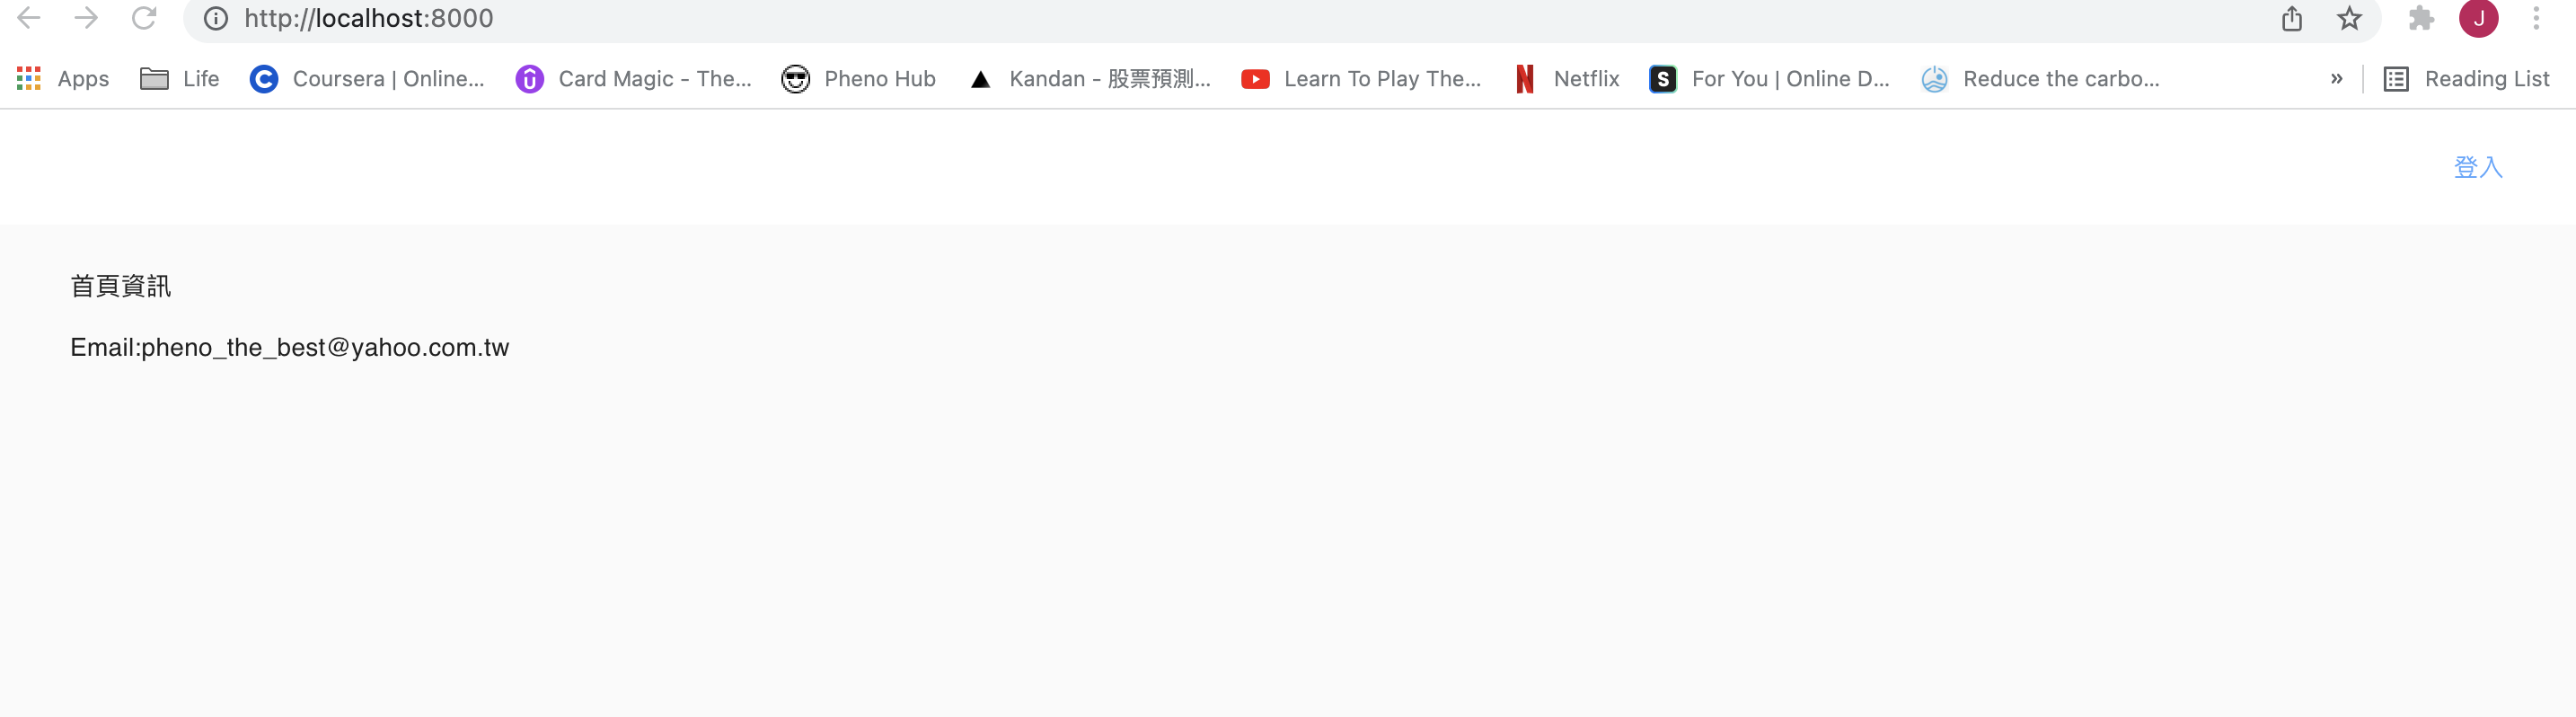 http://localhost:8000
J
Apps Life Coursera | Online... Card Magic - The... Pheno Hub Kandan - 股票預測... Learn To Play The... Netflix For You | Online D... Reduce the carbo... » Reading List
登入
首頁資訊
Email:pheno_the_best@yahoo.com.tw